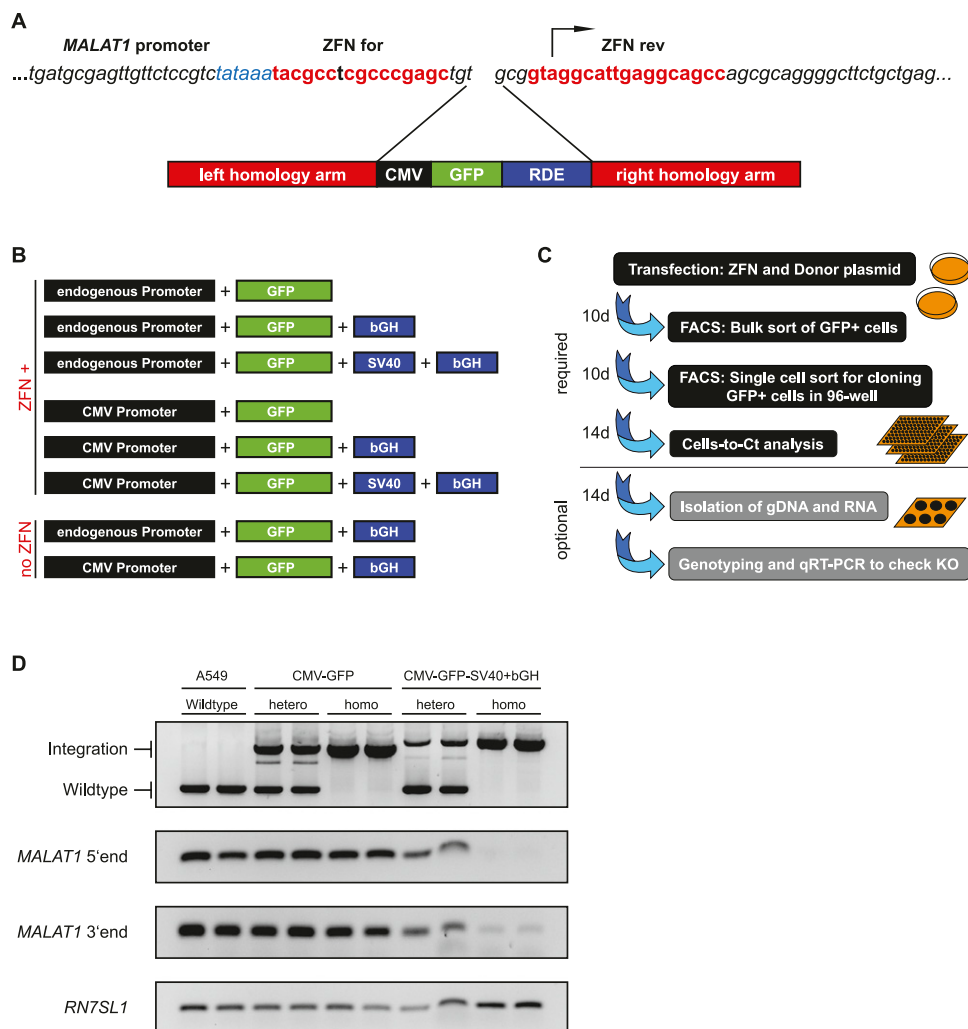 A
MALAT1 promoter ZFN for ZFN rev
...tgatgcgagttgttctccgtctataaatacgcctcgcccgagctgt gcggtaggcattgaggcagccagcgcaggggcttctgctgag...
left homology arm CMV GFP RDE right homology arm
B
ZFN +
endogenous Promoter + GFP
endogenous Promoter + GFP + bGH
endogenous Promoter + GFP + SV40 + bGH
CMV Promoter + GFP
CMV Promoter + GFP + bGH
CMV Promoter + GFP + SV40 + bGH
no ZFN
endogenous Promoter + GFP + bGH
CMV Promoter + GFP + bGH
C
required
Transfection: ZFN and Donor plasmid
10d
FACS: Bulk sort of GFP+ cells
10d
FACS: Single cell sort for cloning
GFP+ cells in 96-well
14d
Cells-to-Ct analysis
optional
14d
Isolation of gDNA and RNA
Genotyping and qRT-PCR to check KO
D
A549 CMV-GFP CMV-GFP-SV40+bGH
Wildtype hetero homo hetero homo
Integration
Wildtype
MALAT1 5‘end
MALAT1 3‘end
RN7SL1